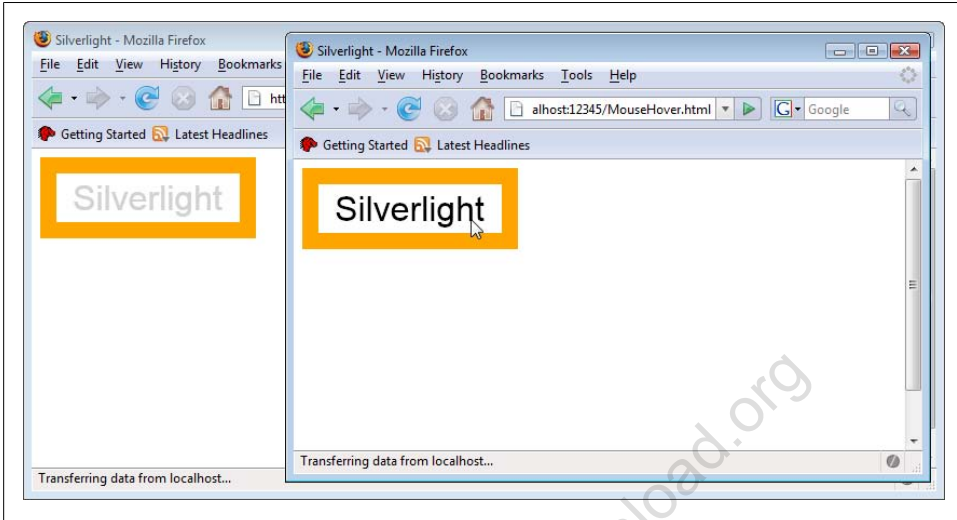 Silverlight - Mozilla Firefox
File Edit View History Bookmarks
htt
Getting Started Latest Headlines
Silverlight
Transferring data from localhost...
Silverlight - Mozilla Firefox
File Edit View History Bookmarks Tools Help
alhost:12345/MouseHover.html G Google
Getting Started Latest Headlines
Silverlight
Transferring data from localhost...
oad.org